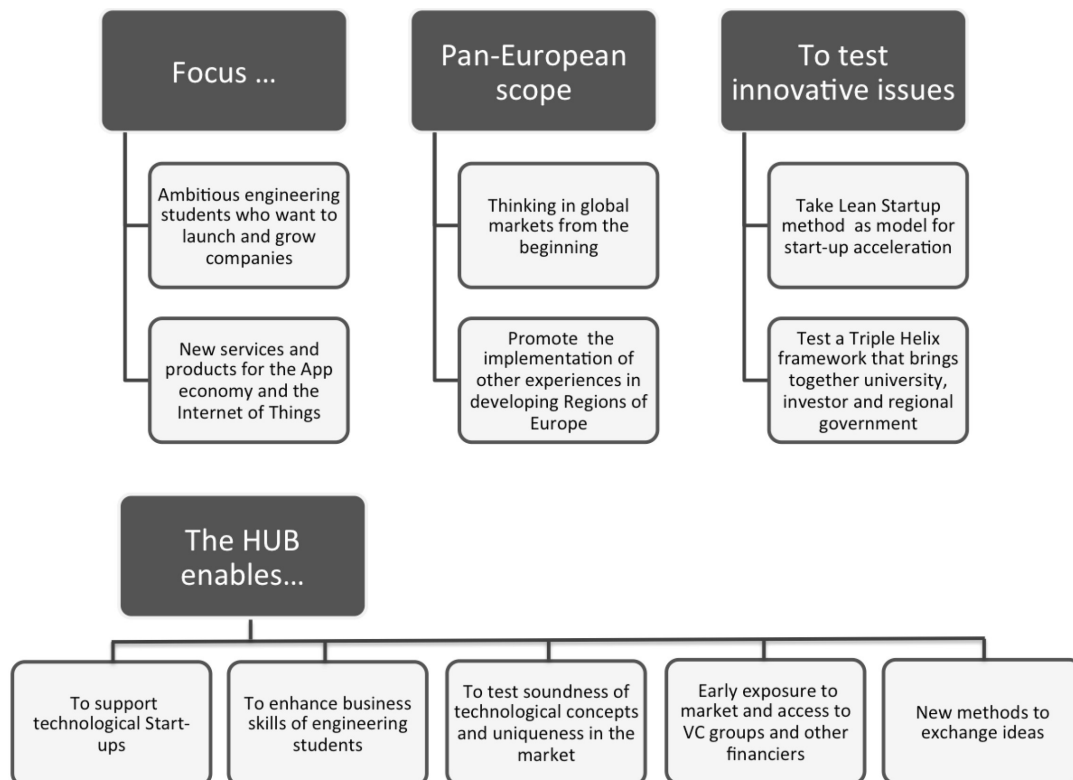 Focus ...
Ambitious engineering
students who want to
launch and grow
companies
New services and
products for the App
economy and the
Internet of Things
Pan-European
scope
Thinking in global
markets from the
beginning
Promote the
implementation of
other experiences in
developing Regions of
Europe
To test
innovative issues
Take Lean Startup
method as model for
start-up acceleration
Test a Triple Helix
framework that brings
together university,
investor and regional
government
The HUB
enables...
To support
technological Start-
ups
To enhance business
skills of engineering
students
To test soundness of
technological concepts
and uniqueness in the
market
Early exposure to
market and access to
VC groups and other
financiers
New methods to
exchange ideas